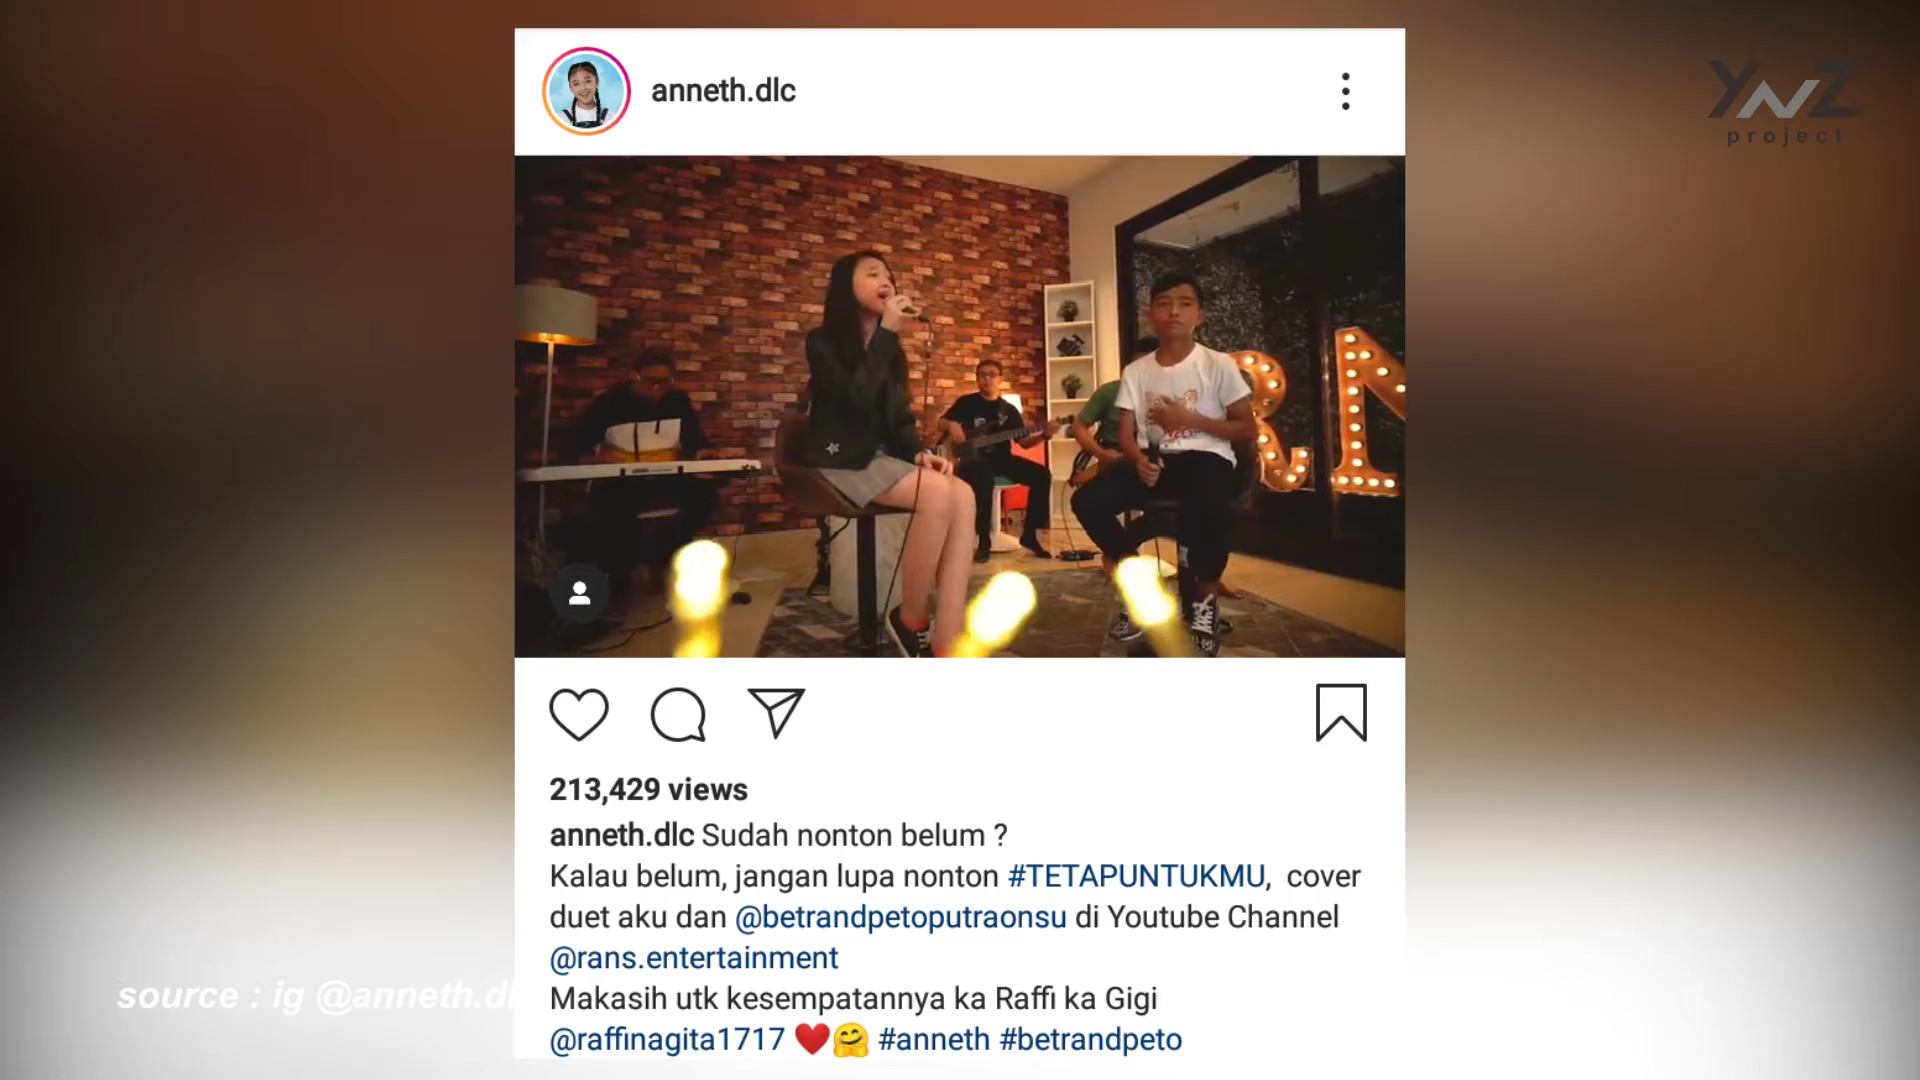 anneth.dlc
YNZ
project
RN
213,429 views
anneth.dlc Sudah nonton belum ?
Kalau belum, jangan lupa nonton #TETAPUNTUKMU, cover
duet aku dan @betrandpetoputraonsu di Youtube Channel
@rans.entertainment
Makasih utk kesempatannya ka Raffi ka Gigi
@raffinagita1717 ❤️🤗 #anneth #betrandpeto
source : ig @anneth.dl